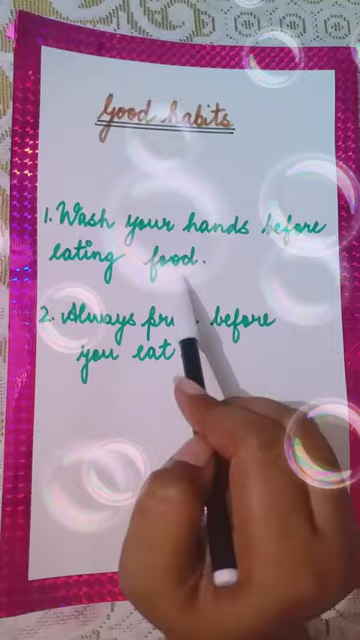 Good habits
1. Wash your hands before
eating food.
2. Always before
you eat